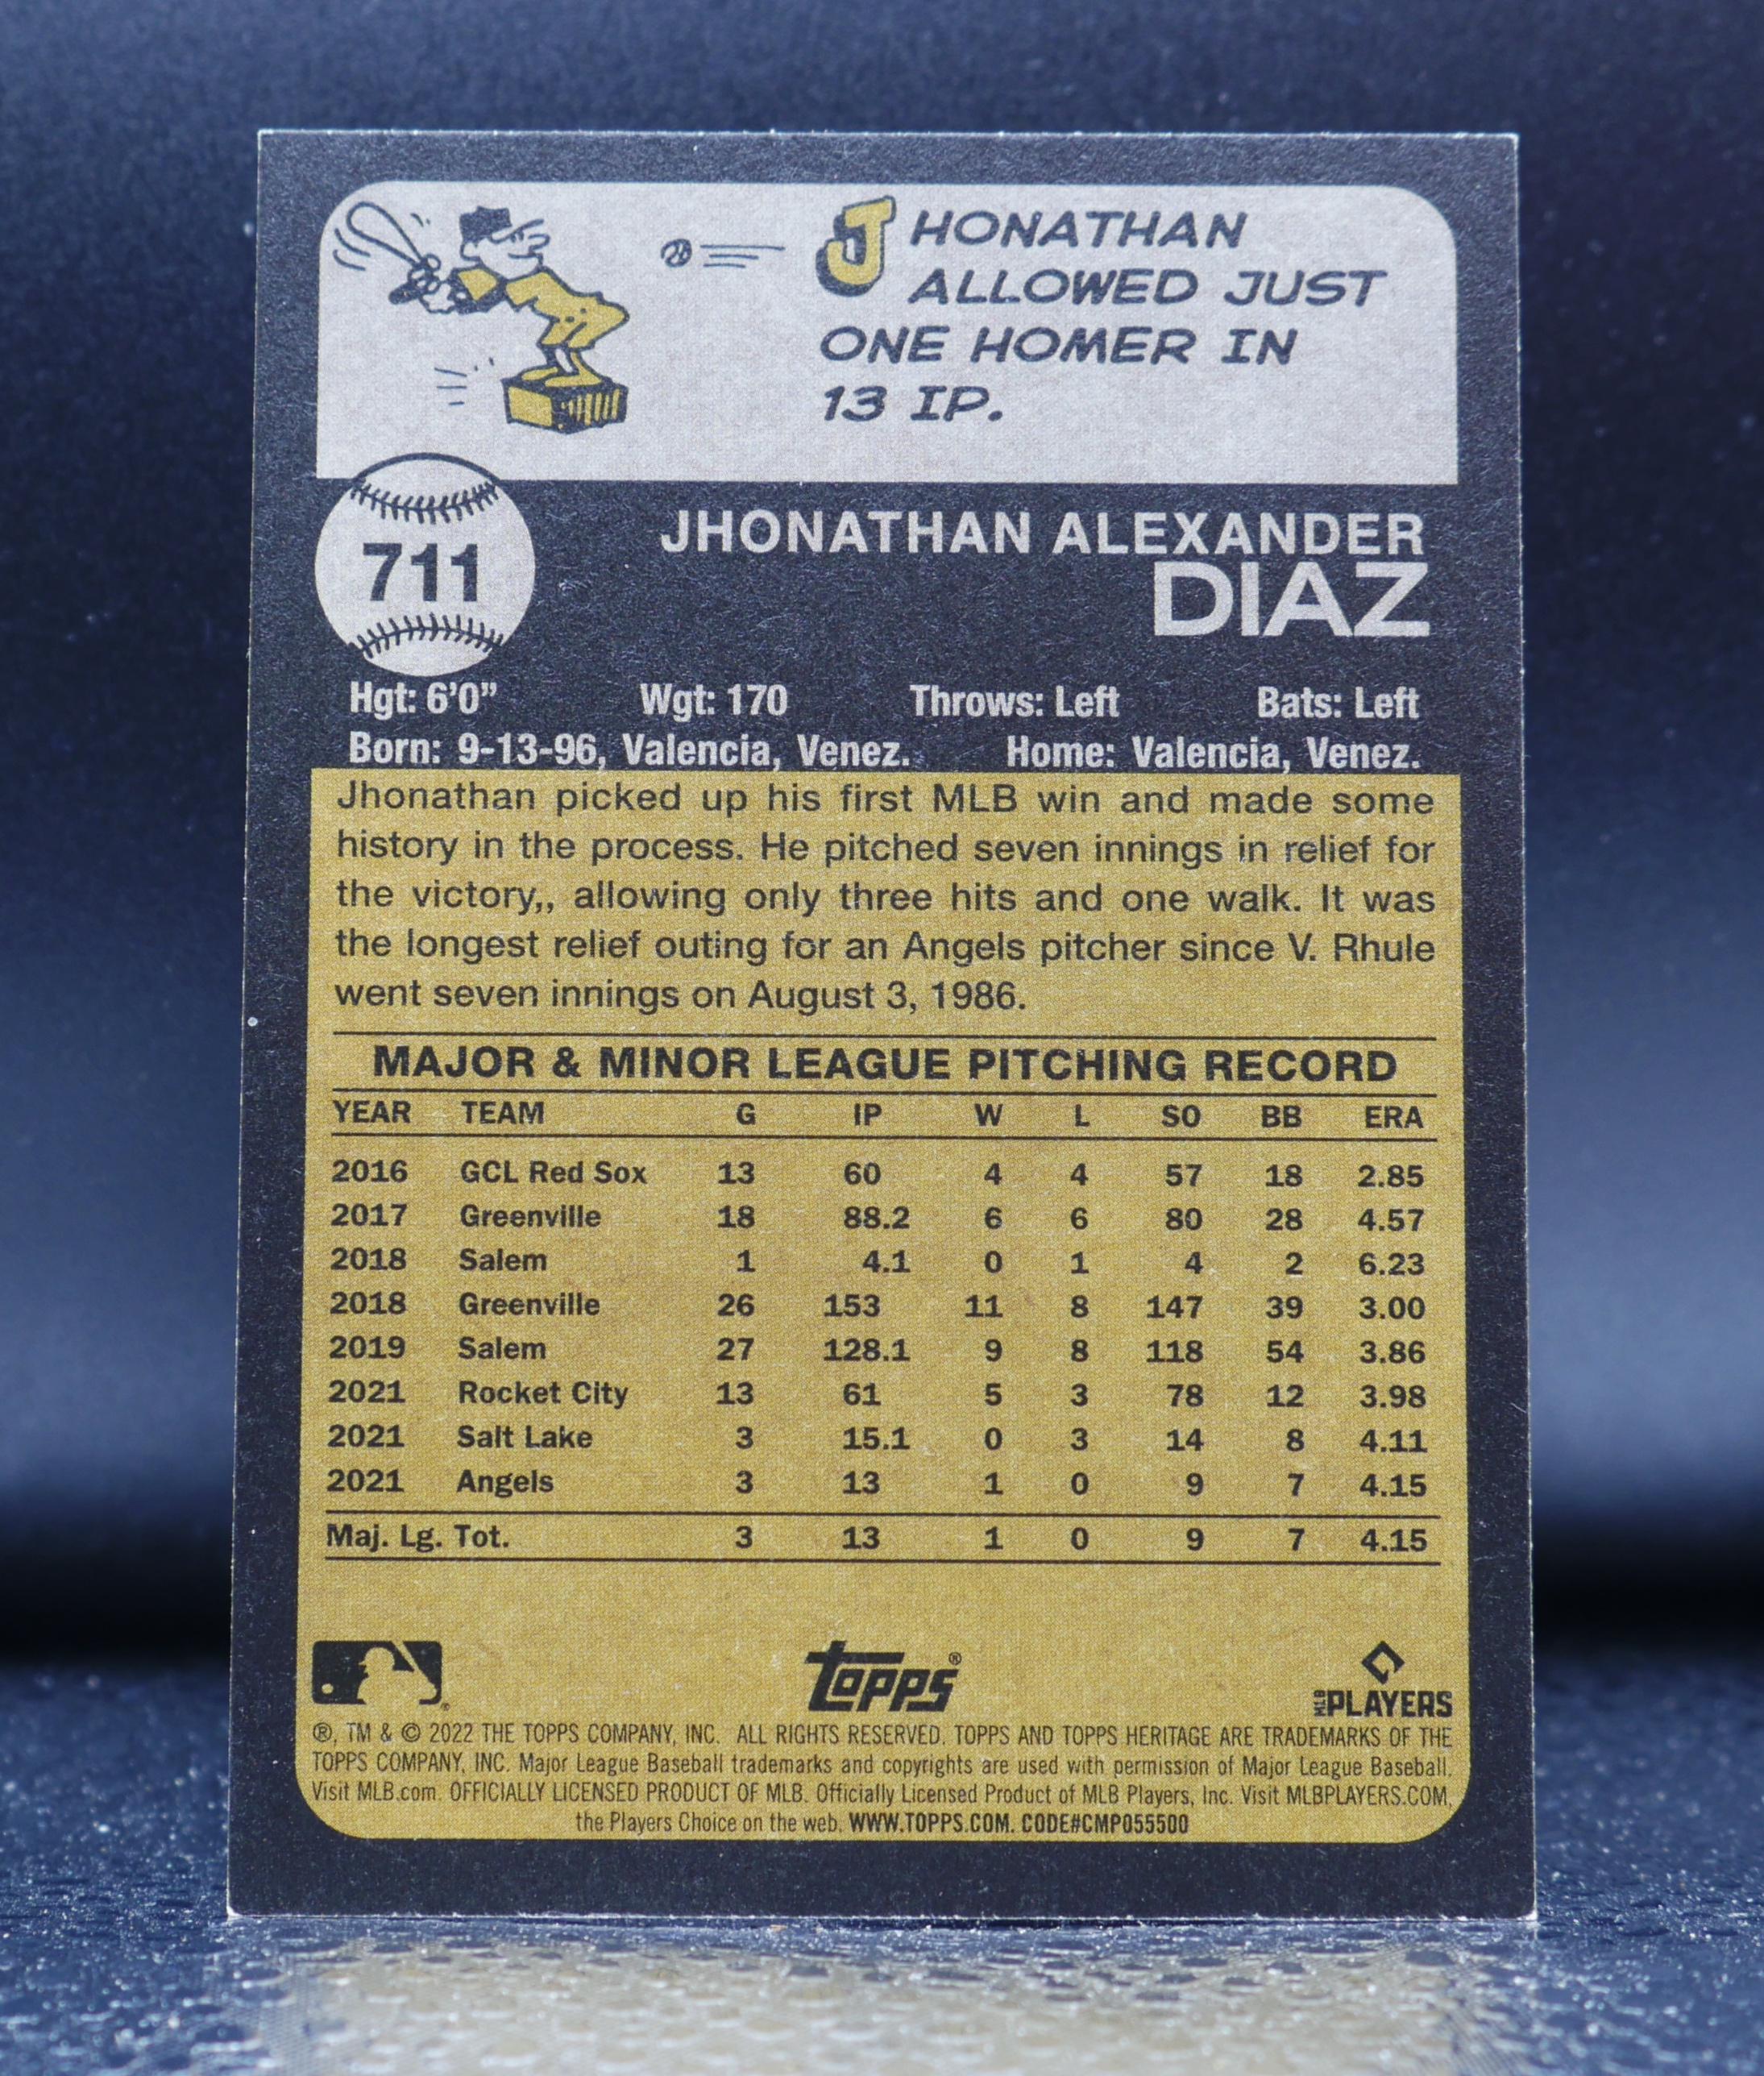 JHONATHAN
ALLOWED JUST
ONE HOMER IN
13 IP.
711
JHONATHAN ALEXANDER
DIAZ
Hgt: 6'0” Wgt: 170 Throws: Left Bats: Left
Born: 9-13-96, Valencia, Venez. Home: Valencia, Venez.
Jhonathan picked up his first MLB win and made some
history in the process. He pitched seven innings in relief for
the victory,, allowing only three hits and one walk. It was
the longest relief outing for an Angels pitcher since V. Rhule
went seven innings on August 3, 1986.
MAJOR & MINOR LEAGUE PITCHING RECORD
YEAR TEAM G IP W L SO BB ERA
2016 GCL Red Sox 13 60 4 4 57 18 2.85
2017 Greenville 18 88.2 6 6 80 28 4.57
2018 Salem 1 4.1 0 1 4 2 6.23
2018 Greenville 26 153 11 8 147 39 3.00
2019 Salem 27 128.1 9 8 118 54 3.86
2021 Rocket City 13 61 5 3 78 12 3.98
2021 Salt Lake 3 15.1 0 3 14 8 4.11
2021 Angels 3 13 1 0 9 7 4.15
Maj. Lg. Tot. 3 13 1 0 9 7 4.15
topps®
MLB PLAYERS
®, TM & © 2022 THE TOPPS COMPANY, INC. ALL RIGHTS RESERVED. TOPPS AND TOPPS HERITAGE ARE TRADEMARKS OF THE
TOPPS COMPANY, INC. Major League Baseball trademarks and copyrights are used with permission of Major League Baseball.
Visit MLB.com. OFFICIALLY LICENSED PRODUCT OF MLB. Officially Licensed Product of MLB Players, Inc. Visit MLBPLAYERS.COM,
the Players Choice on the web. WWW.TOPPS.COM. CODE#CMP055500